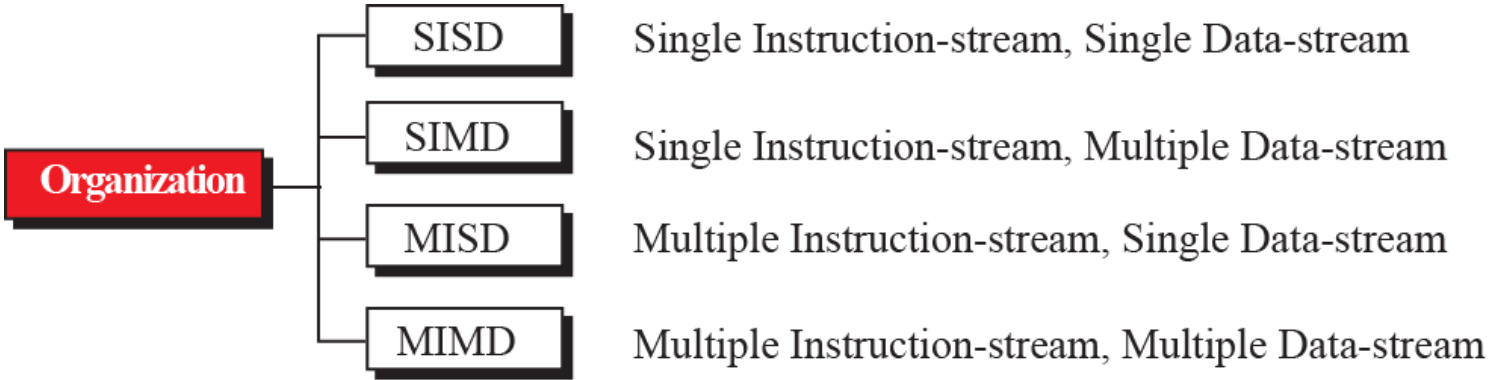 SISD Single Instruction-stream, Single Data-stream
SIMD Single Instruction-stream, Multiple Data-stream
Organization
MISD Multiple Instruction-stream, Single Data-stream
MIMD Multiple Instruction-stream, Multiple Data-stream